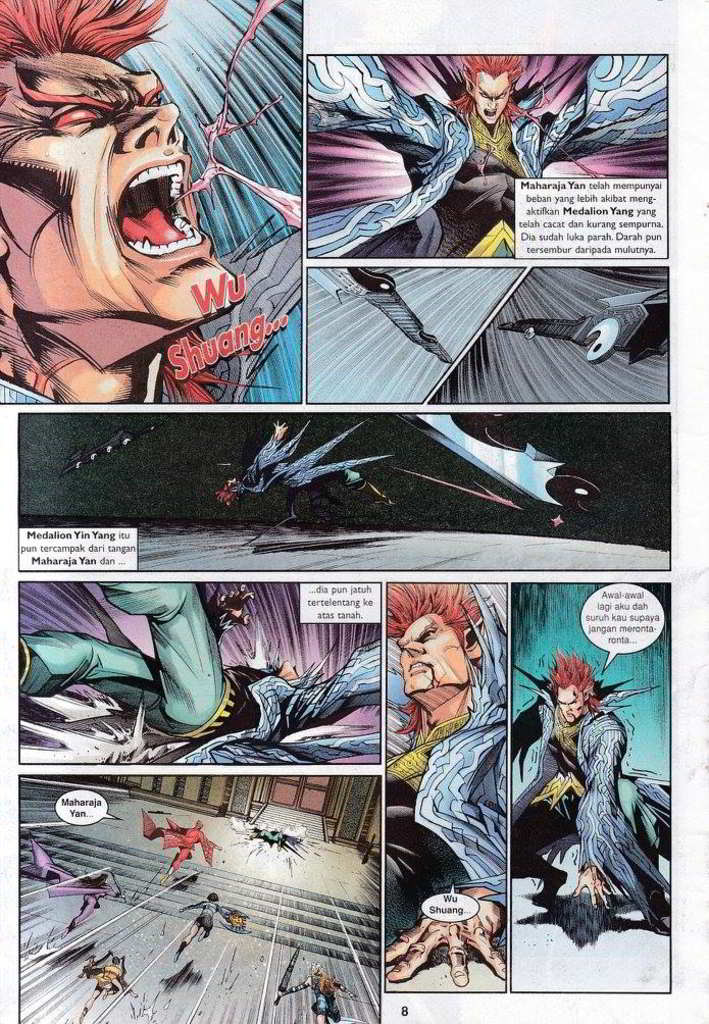 Wu
Shuang...
Maharaja Yan telah mempunyai
beban yang lebih akibat meng-
aktifkan Medalion Yang yang
telah cacat dan kurang sempurna.
Dia sudah luka parah. Darah pun
tersembur daripada mulutnya.
Medalion Yin Yang itu
pun tercampak dari tangan
Maharaja Yan dan ...
...dia pun jatuh
tertelentang ke
atas tanah.
Awal-awal
lagi aku dah
suruh kau supaya
jangan meronta-
ronta...
Maharaja
Yan...
Wu
Shuang...
8